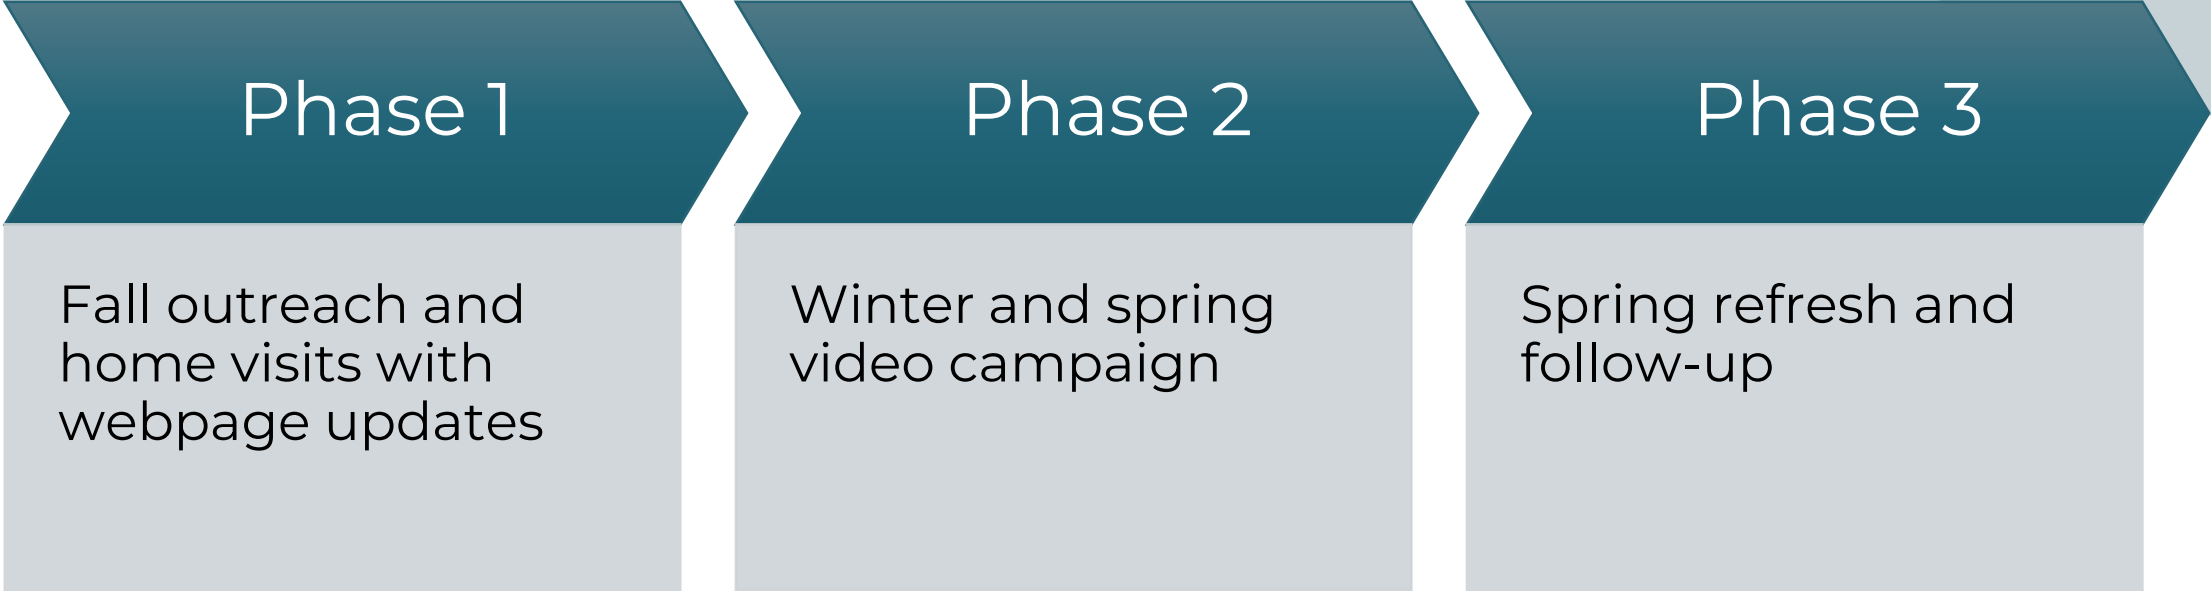 Phase 1
Fall outreach and
home visits with
webpage updates
Phase 2
Winter and spring
video campaign
Phase 3
Spring refresh and
follow-up